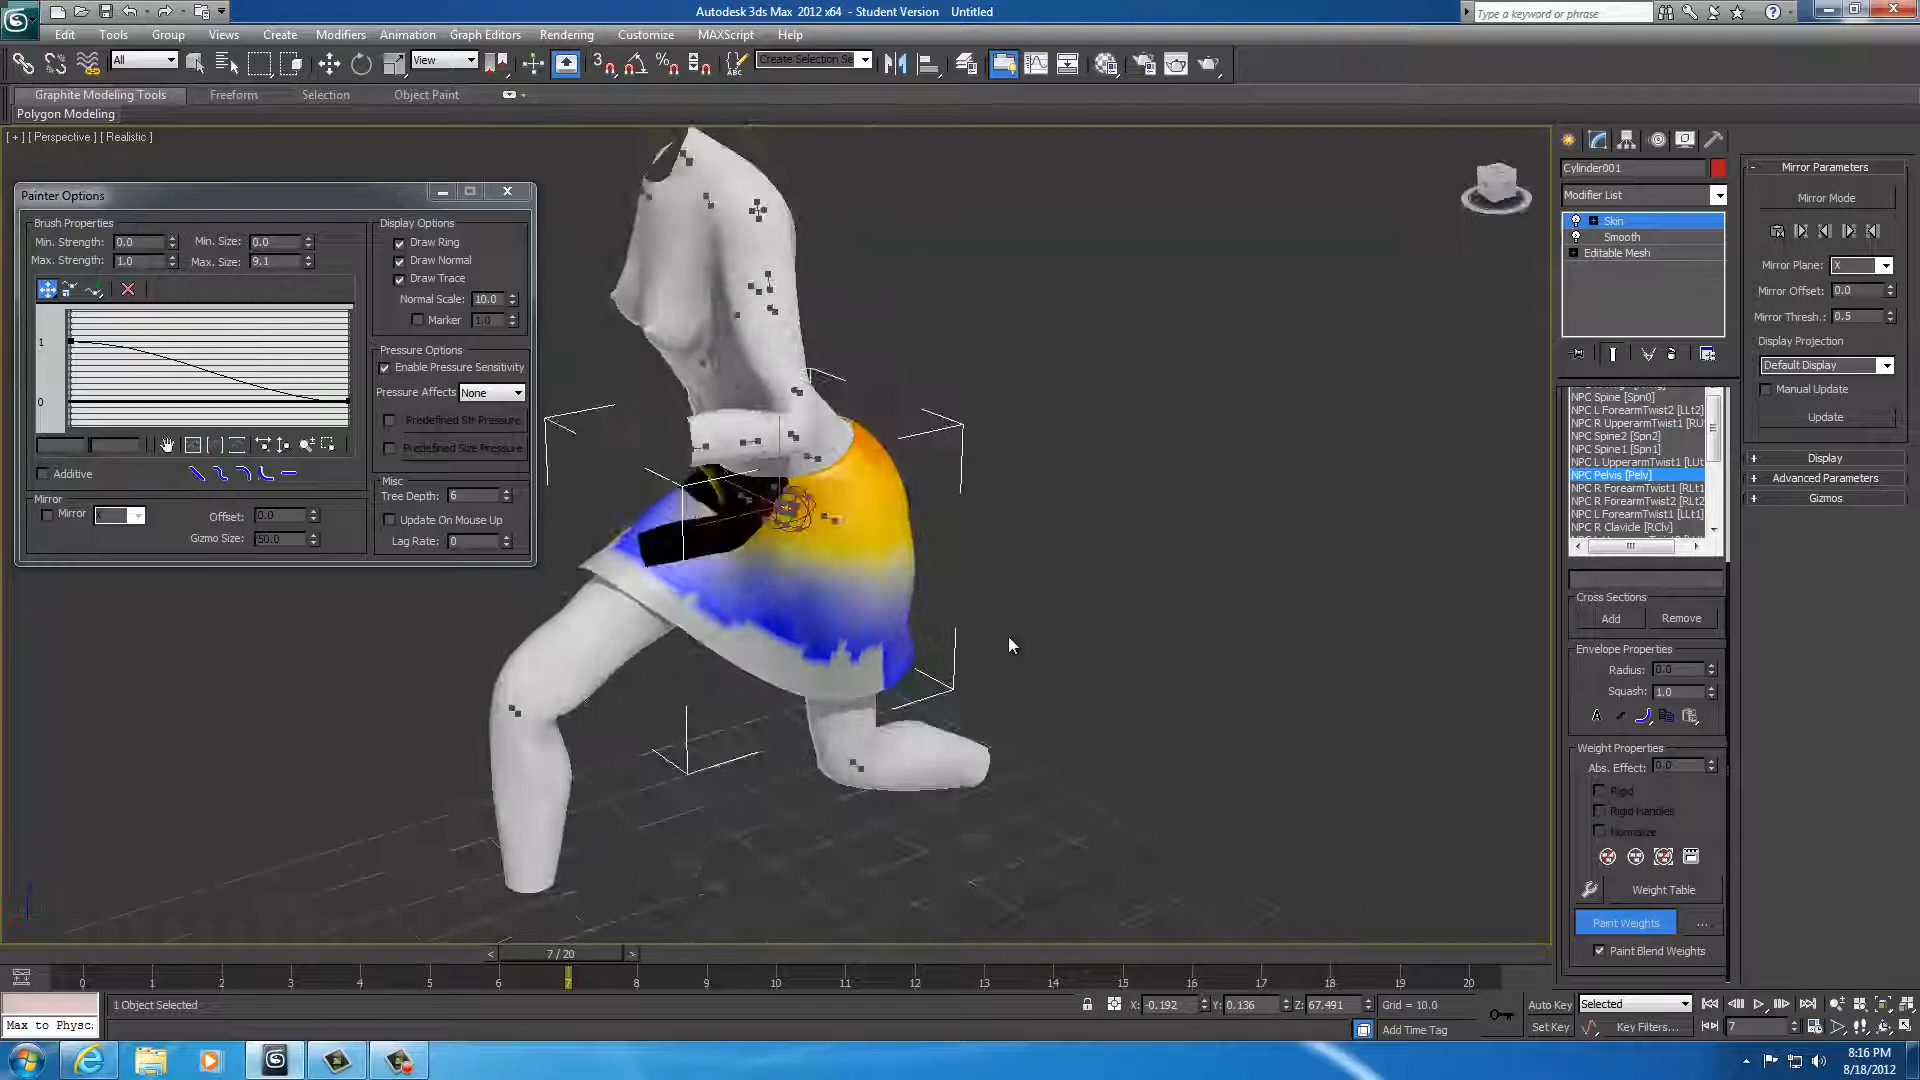 Autodesk 3ds Max 2012 x64 - Student Version Untitled
Type a keyword or phrase
Edit Tools Group Views Create Modifiers Animation Graph Editors Rendering Customize MAXScript Help
All
View
Create Selection Se
Graphite Modeling Tools Freeform Selection Object Paint
Polygon Modeling
[ + ] [ Perspective ] [ Realistic ]
Painter Options
Brush Properties
Min. Strength: 0.0 Min. Size: 0.0
Max. Strength: 1.0 Max. Size: 9.1
1
0
Additive
Mirror
Mirror X Offset: 0.0
Gizmo Size: 50.0
Display Options
Draw Ring
Draw Normal
Draw Trace
Normal Scale: 10.0
Marker 1.0
Pressure Options
Enable Pressure Sensitivity
Pressure Affects None
Predefined Str Pressure
Predefined Size Pressure
Misc
Tree Depth: 6
Update On Mouse Up
Lag Rate: 0
Cylinder001
Modifier List
Skin
Smooth
Editable Mesh
NPC Spine [Spn0]
NPC L ForearmTwist2 [LLt2]
NPC R UpperarmTwist1 [RU
NPC Spine2 [Spn2]
NPC Spine1 [Spn1]
NPC L UpperarmTwist1 [LUt
NPC Pelvis [Pelv]
NPC R ForearmTwist1 [RLt1
NPC R ForearmTwist2 [RLt2
NPC L ForearmTwist1 [LLt1]
NPC R Clavicle [RClv]
Cross Sections
Add Remove
Envelope Properties
Radius: 0.0
Squash: 1.0
A
Weight Properties
Abs. Effect: 0.0
Rigid
Rigid Handles
Normalize
Weight Table
Paint Weights ...
Paint Blend Weights
Mirror Parameters
Mirror Mode
Mirror Plane: X
Mirror Offset: 0.0
Mirror Thresh.: 0.5
Display Projection
Default Display
Manual Update
Update
Display
Advanced Parameters
Gizmos
< 7 / 20 >
0 1 2 3 4 5 6 7 8 9 10 11 12 13 14 15 16 17 18 19 20
1 Object Selected
X: -0.192 Y: 0.136 Z: 67.491 Grid = 10.0
Auto Key Selected
Max to Physc:
Add Time Tag
Set Key Key Filters...
7
8:16 PM
8/18/2012